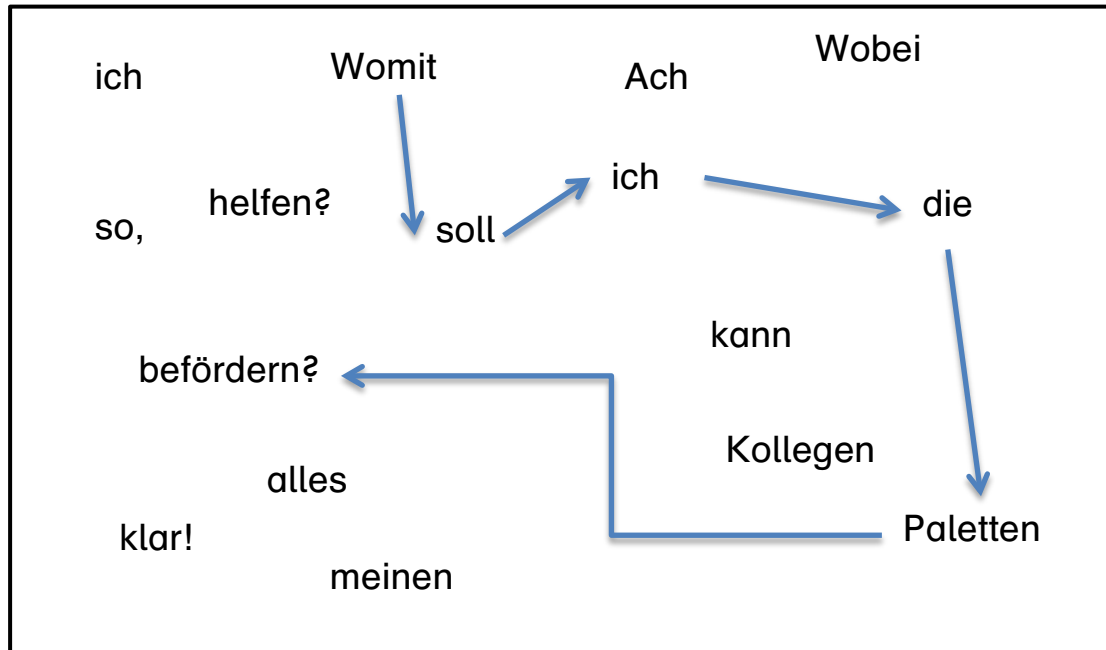 ich
Womit
Ach
Wobei
helfen?
so,
soll
ich
die
kann
befördern?
Kollegen
alles
klar!
Paletten
meinen